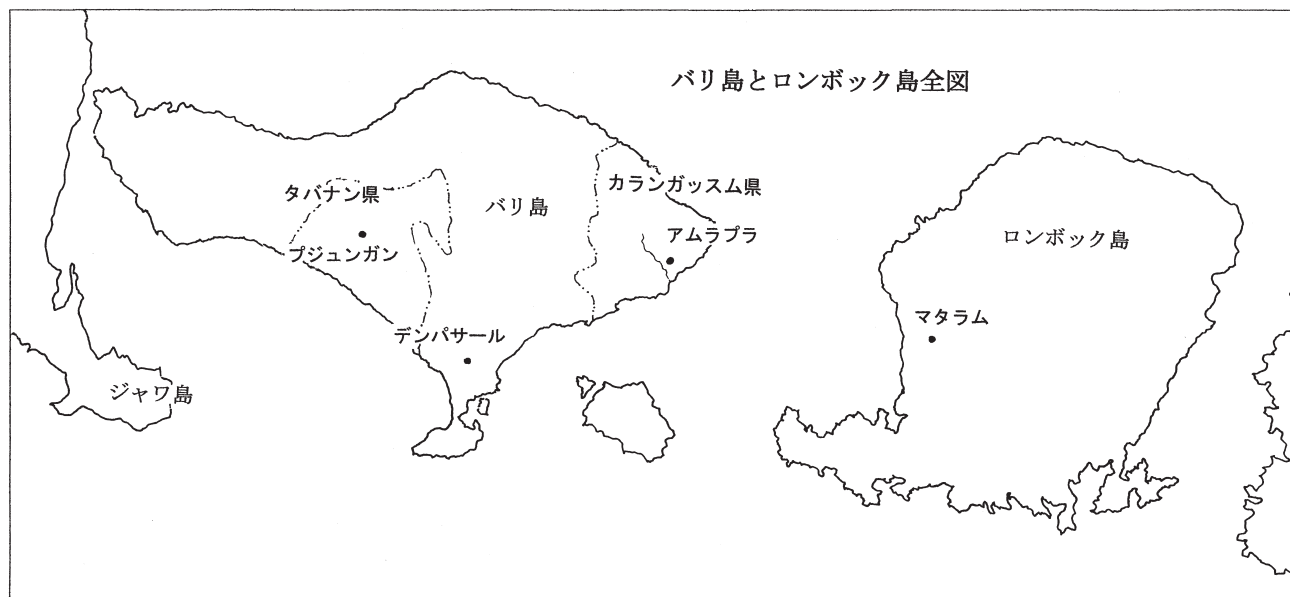 バリ島とロンボック島全図
タバナン県
バリ島
カランガッスム県
プジュンガン
アムラプラ
ロンボック島
デンパサール
マタラム
ジャワ島